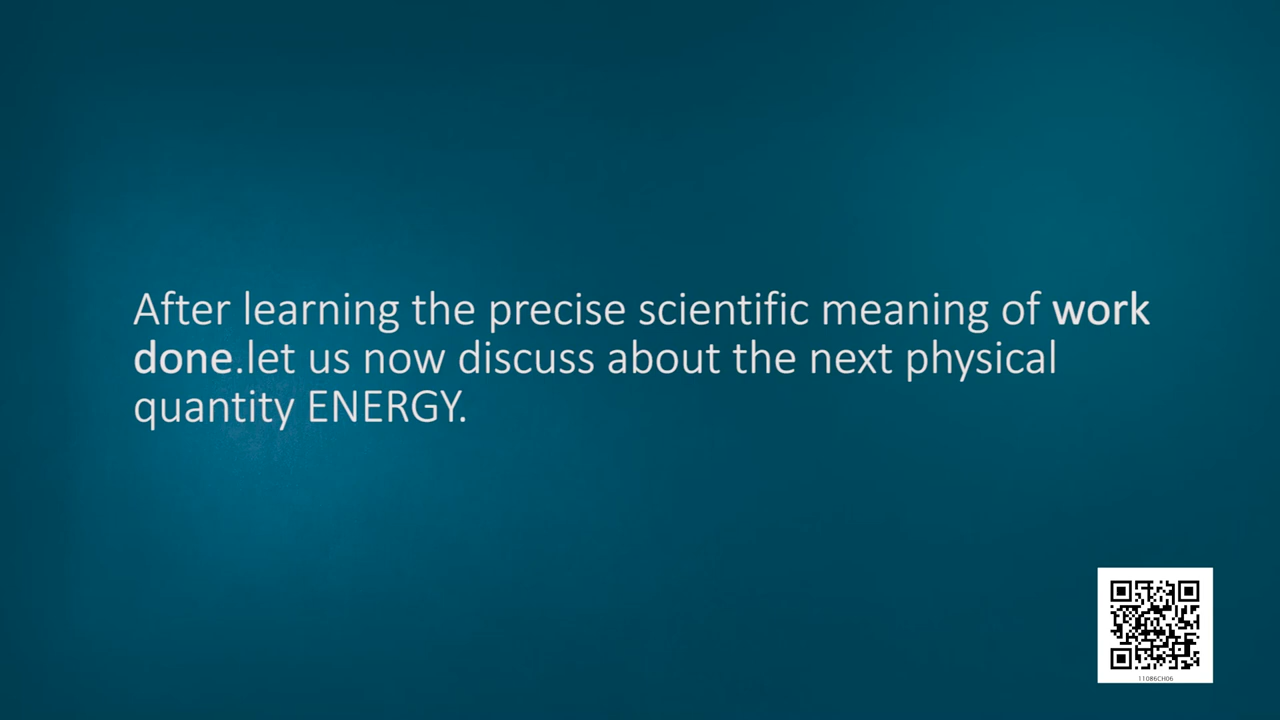 After learning the precise scientific meaning of work
done.let us now discuss about the next physical
quantity ENERGY.
11086CH06